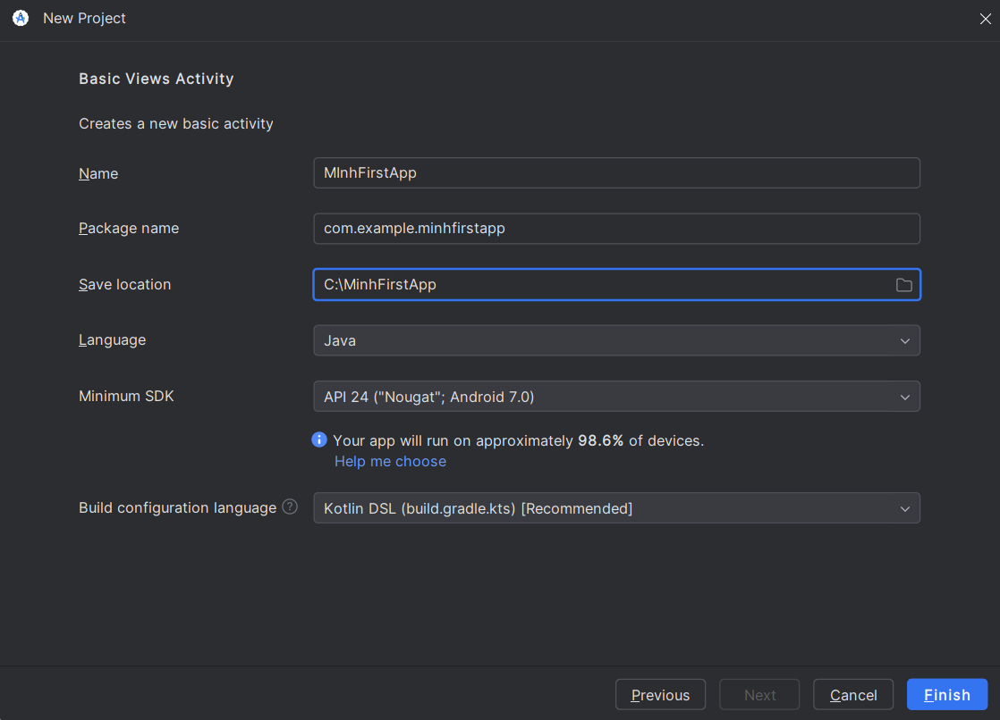 New Project
Basic Views Activity
Creates a new basic activity
Name MInhFirstApp
Package name com.example.minhfirstapp
Save location C:\MinhFirstApp
Language Java
Minimum SDK API 24 ("Nougat"; Android 7.0)
Your app will run on approximately 98.6% of devices.
Help me choose
Build configuration language ? Kotlin DSL (build.gradle.kts) [Recommended]
Previous Next Cancel Finish